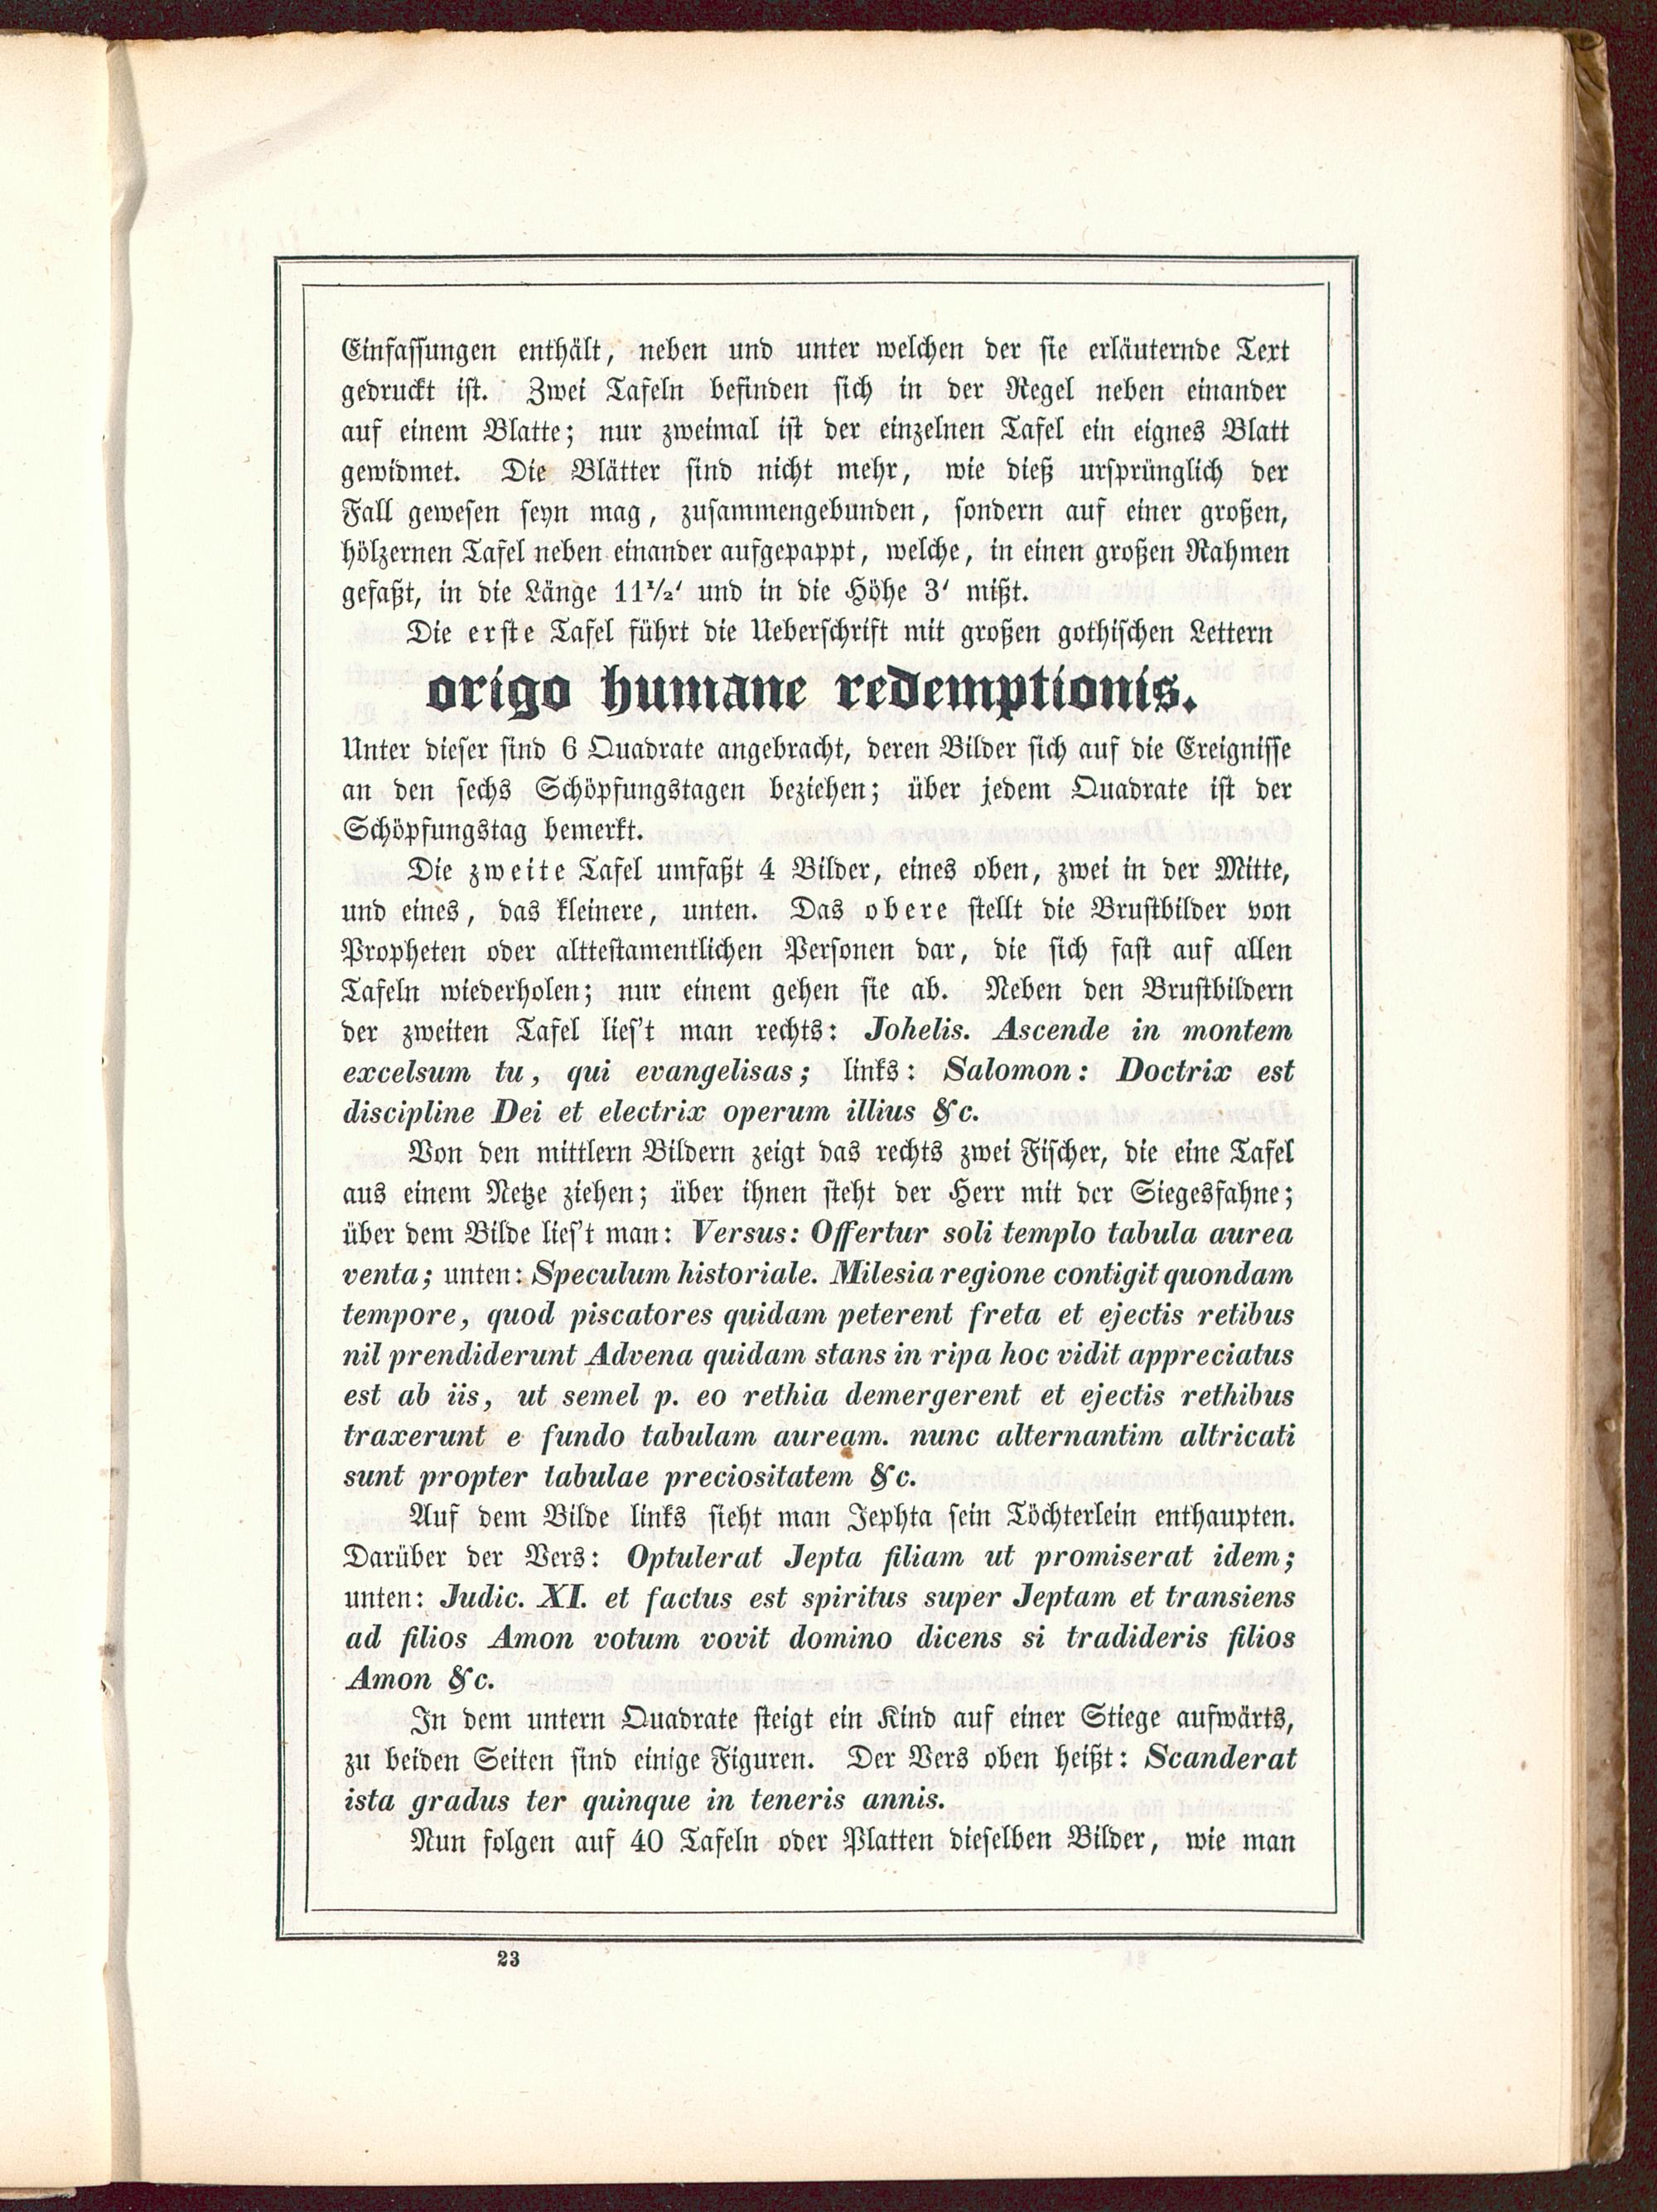 Einfassungen enthält, neben und unter welchen der sie erläuternde Text
gedruckt ist. Zwei Tafeln befinden sich in der Regel neben einander
auf einem Blatte; nur zweimal ist der einzelnen Tafel ein eignes Blatt
gewidmet. Die Blätter sind nicht mehr, wie dieß ursprünglich der
Fall gewesen seyn mag, zusammengebunden, sondern auf einer großen,
hölzernen Tafel neben einander aufgepappt, welche, in einen großen Rahmen
gefaßt, in die Länge 11½′ und in die Höhe 3′ mißt.
Die erste Tafel führt die Ueberschrift mit großen gothischen Lettern
origo humane redemptionis.
Unter dieser sind 6 Quadrate angebracht, deren Bilder sich auf die Ereignisse
an den sechs Schöpfungstagen beziehen; über jedem Quadrate ist der
Schöpfungstag bemerkt.
Die zweite Tafel umfaßt 4 Bilder, eines oben, zwei in der Mitte,
und eines, das kleinere, unten. Das obere stellt die Brustbilder von
Propheten oder alttestamentlichen Personen dar, die sich fast auf allen
Tafeln wiederholen; nur einem gehen sie ab. Neben den Brustbildern
der zweiten Tafel lies't man rechts: Johelis. Ascende in montem
excelsum tu, qui evangelisas; links: Salomon: Doctrix est
discipline Dei et electrix operum illius &c.
Von den mittlern Bildern zeigt das rechts zwei Fischer, die eine Tafel
aus einem Netze ziehen; über ihnen steht der Herr mit der Siegesfahne;
über dem Bilde lies't man: Versus: Offertur soli templo tabula aurea
venta; unten: Speculum historiale. Milesia regione contigit quondam
tempore, quod piscatores quidam peterent freta et ejectis retibus
nil prendiderunt Advena quidam stans in ripa hoc vidit appreciatus
est ab iis, ut semel p. eo rethia demergerent et ejectis rethibus
traxerunt e fundo tabulam auream. nunc alternantim altricati
sunt propter tabulae preciositatem &c.
Auf dem Bilde links sieht man Jephta sein Töchterlein enthaupten.
Darüber der Vers: Optulerat Jepta filiam ut promiserat idem;
unten: Judic. XI. et factus est spiritus super Jeptam et transiens
ad filios Amon votum vovit domino dicens si tradideris filios
Amon &c.
In dem untern Quadrate steigt ein Kind auf einer Stiege aufwärts,
zu beiden Seiten sind einige Figuren. Der Vers oben heißt: Scanderat
ista gradus ter quinque in teneris annis.
Nun folgen auf 40 Tafeln oder Platten dieselben Bilder, wie man
23